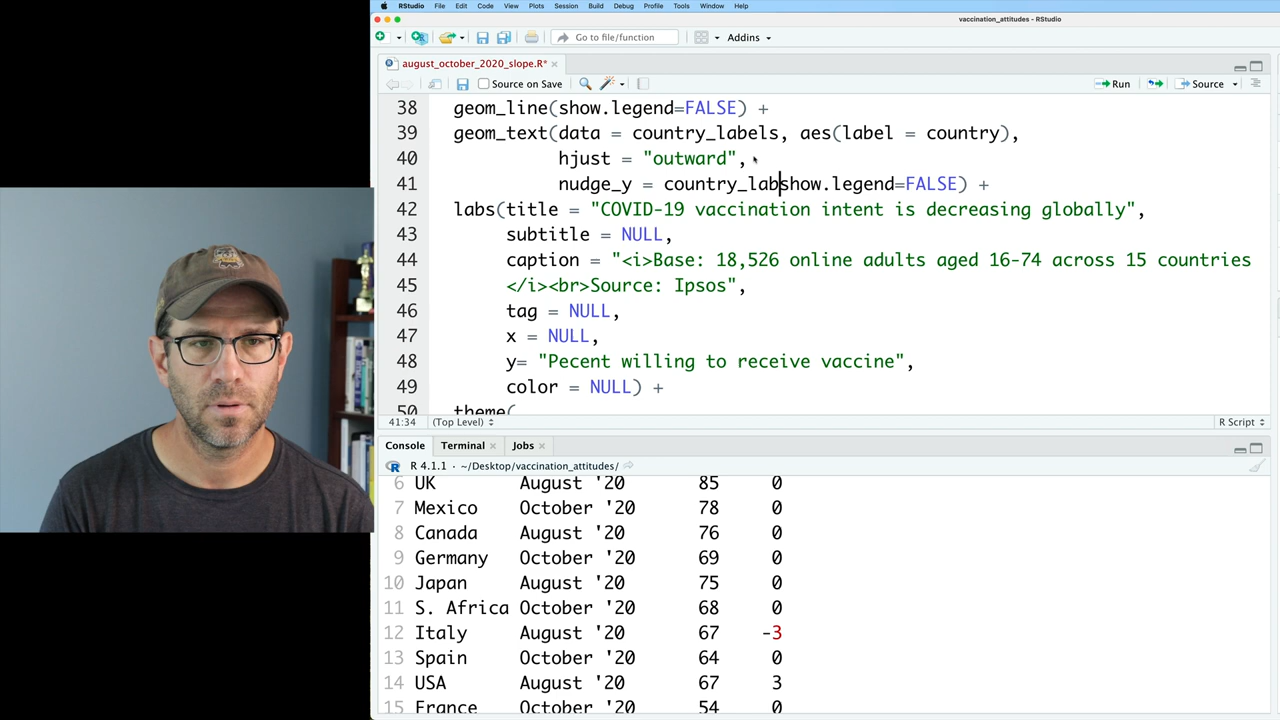 RStudio File Edit Code View Plots Session Build Debug Profile Tools Window Help
vaccination_attitudes - RStudio
Go to file/function Addins
august_october_2020_slope.R*
Source on Save Run Source
38 geom_line(show.legend=FALSE) +
39 geom_text(data = country_labels, aes(label = country),
40 hjust = "outward",
41 nudge_y = country_labshow.legend=FALSE) +
42 labs(title = "COVID-19 vaccination intent is decreasing globally",
43 subtitle = NULL,
44 caption = "<i>Base: 18,526 online adults aged 16-74 across 15 countries
45 </i><br>Source: Ipsos",
46 tag = NULL,
47 x = NULL,
48 y= "Pecent willing to receive vaccine",
49 color = NULL) +
50 theme(
41:34 (Top Level) R Script
Console Terminal Jobs
R 4.1.1 · ~/Desktop/vaccination_attitudes/
6 UK August '20 85 0
7 Mexico October '20 78 0
8 Canada August '20 76 0
9 Germany October '20 69 0
10 Japan August '20 75 0
11 S. Africa October '20 68 0
12 Italy August '20 67 -3
13 Spain October '20 64 0
14 USA August '20 67 3
15 France October '20 54 0